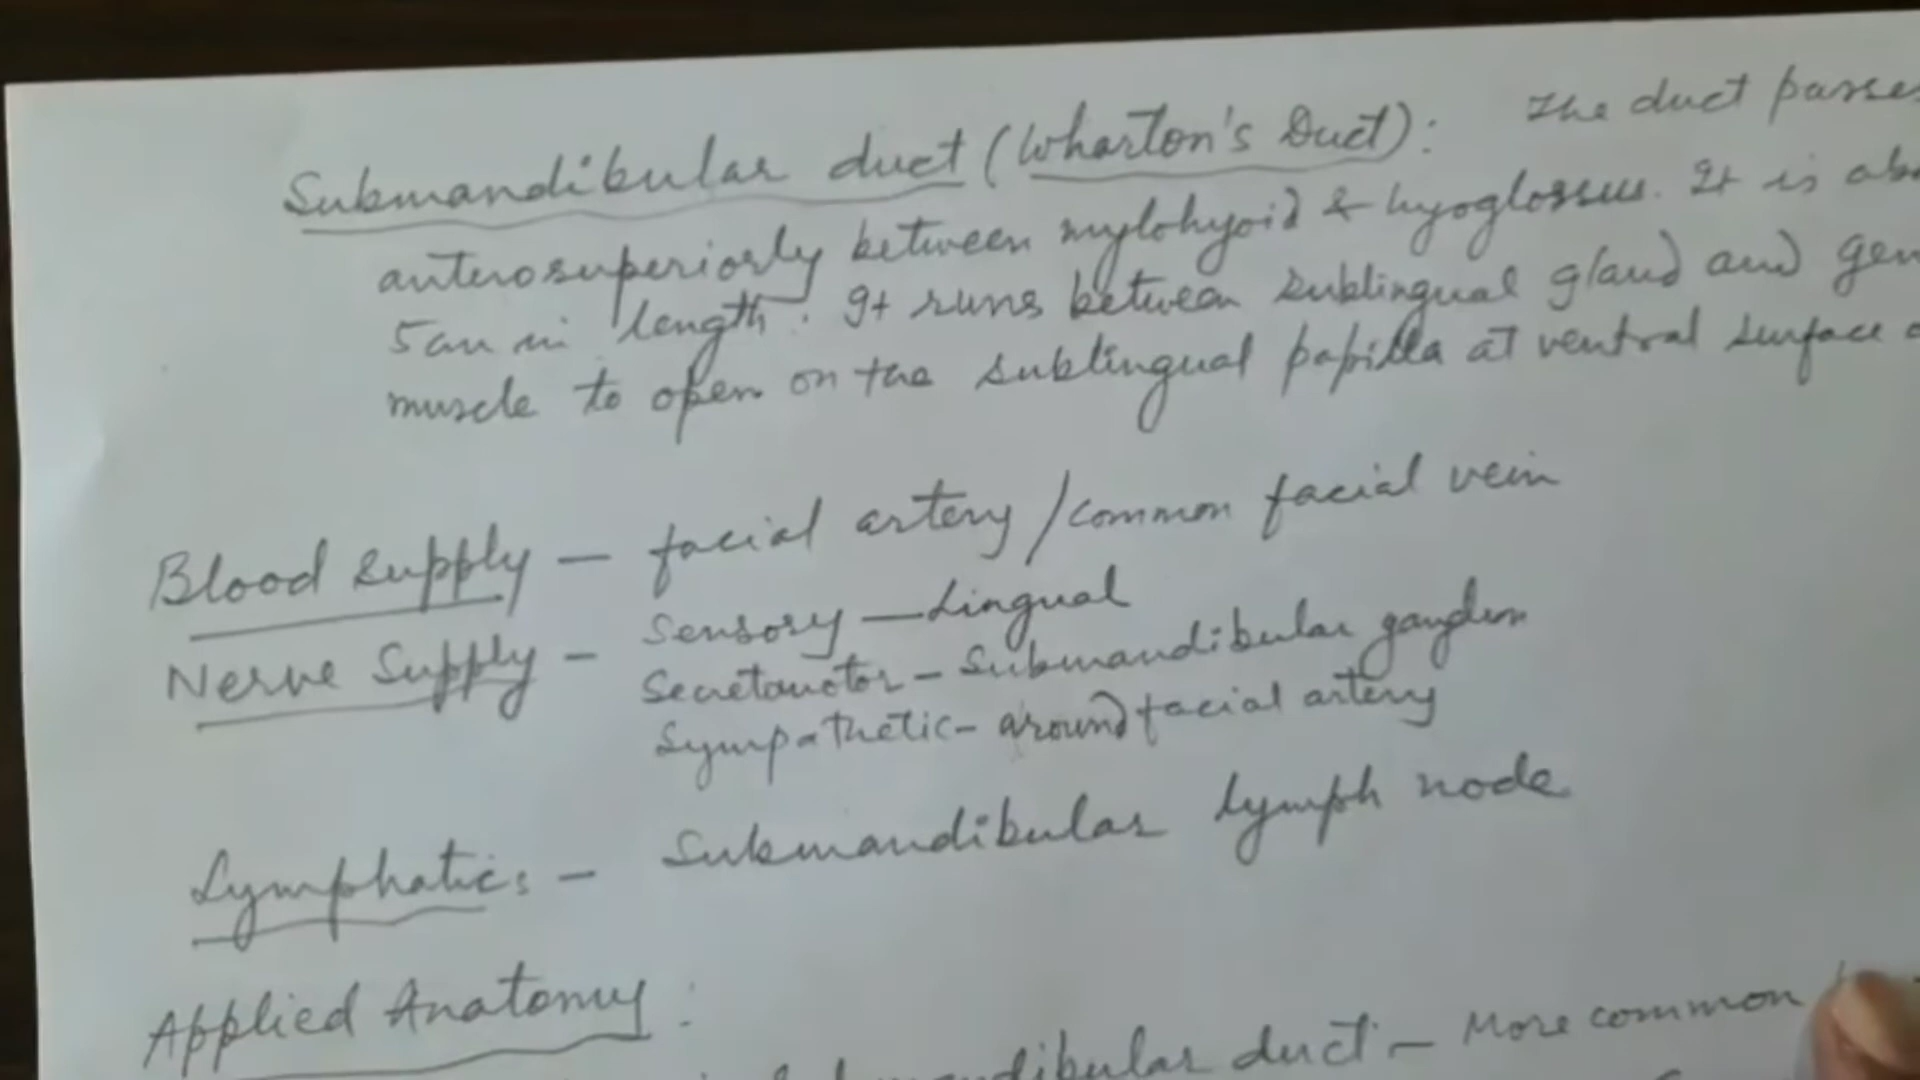 Submandibular duct (Wharton's Duct): The duct passes
anterosuperiorly between mylohyoid & hyoglossus. It is
5cm in length. It runs between sublingual gland and
muscle to open on the sublingual papilla at ventral surface
Blood Supply — facial artery / common facial vein
Nerve Supply - Sensory — Lingual
Secretomotor - Submandibular ganglion
Sympathetic - around facial artery
Lymphatics - Submandibular lymph node
Applied Anatomy:
duct - More common